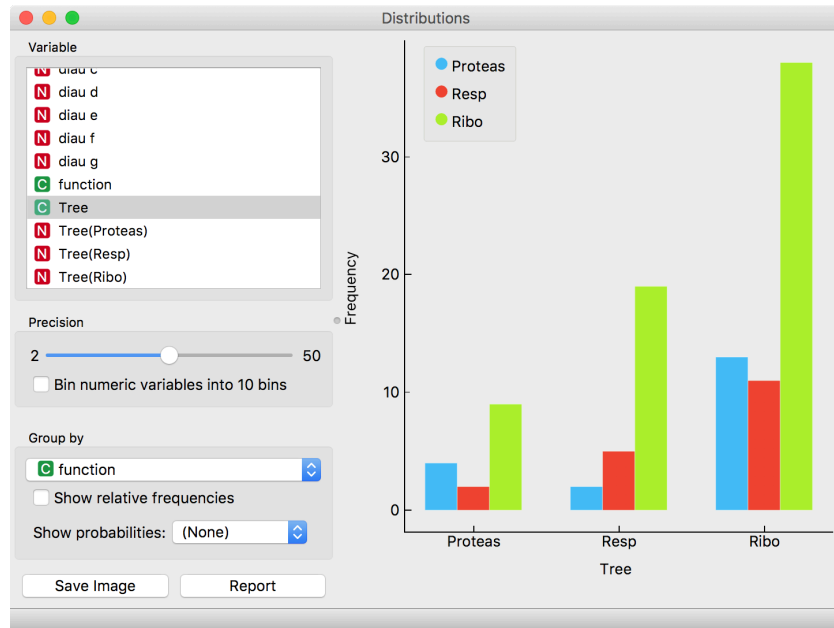 Distributions
Variable
N diau c
N diau d
N diau e
N diau f
N diau g
C function
C Tree
N Tree(Proteas)
N Tree(Resp)
N Tree(Ribo)
Precision
2 50
Bin numeric variables into 10 bins
Group by
C function
Show relative frequencies
Show probabilities: (None)
Save Image Report
Proteas
Resp
Ribo
Frequency
30
20
10
0
Proteas Resp Ribo
Tree